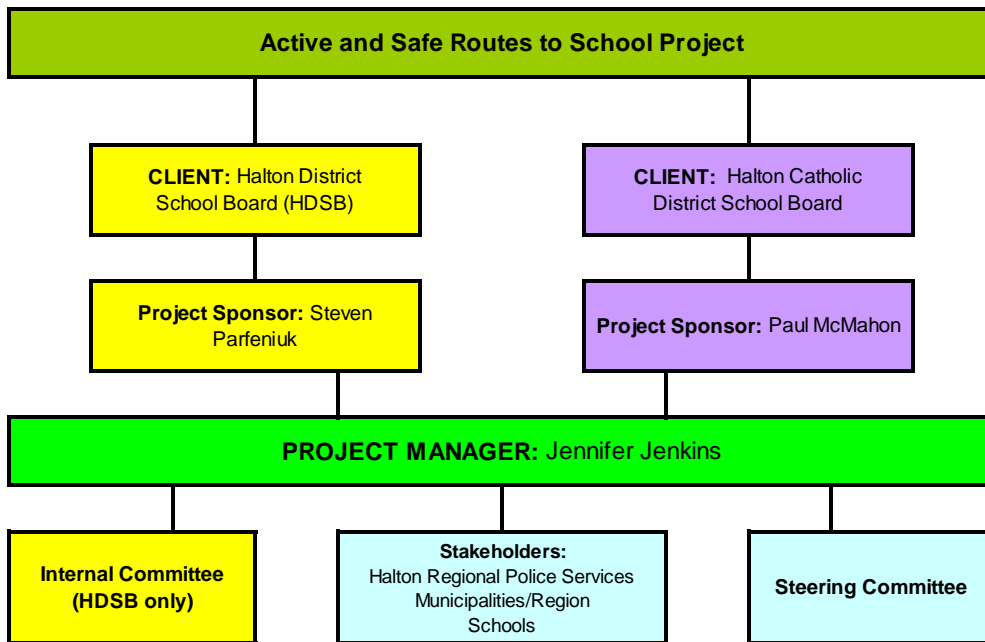 Active and Safe Routes to School Project
CLIENT: Halton District
School Board (HDSB)
CLIENT: Halton Catholic
District School Board
Project Sponsor: Steven
Parfeniuk
Project Sponsor: Paul McMahon
PROJECT MANAGER: Jennifer Jenkins
Internal Committee
(HDSB only)
Stakeholders:
Halton Regional Police Services
Municipalities/Region
Schools
Steering Committee